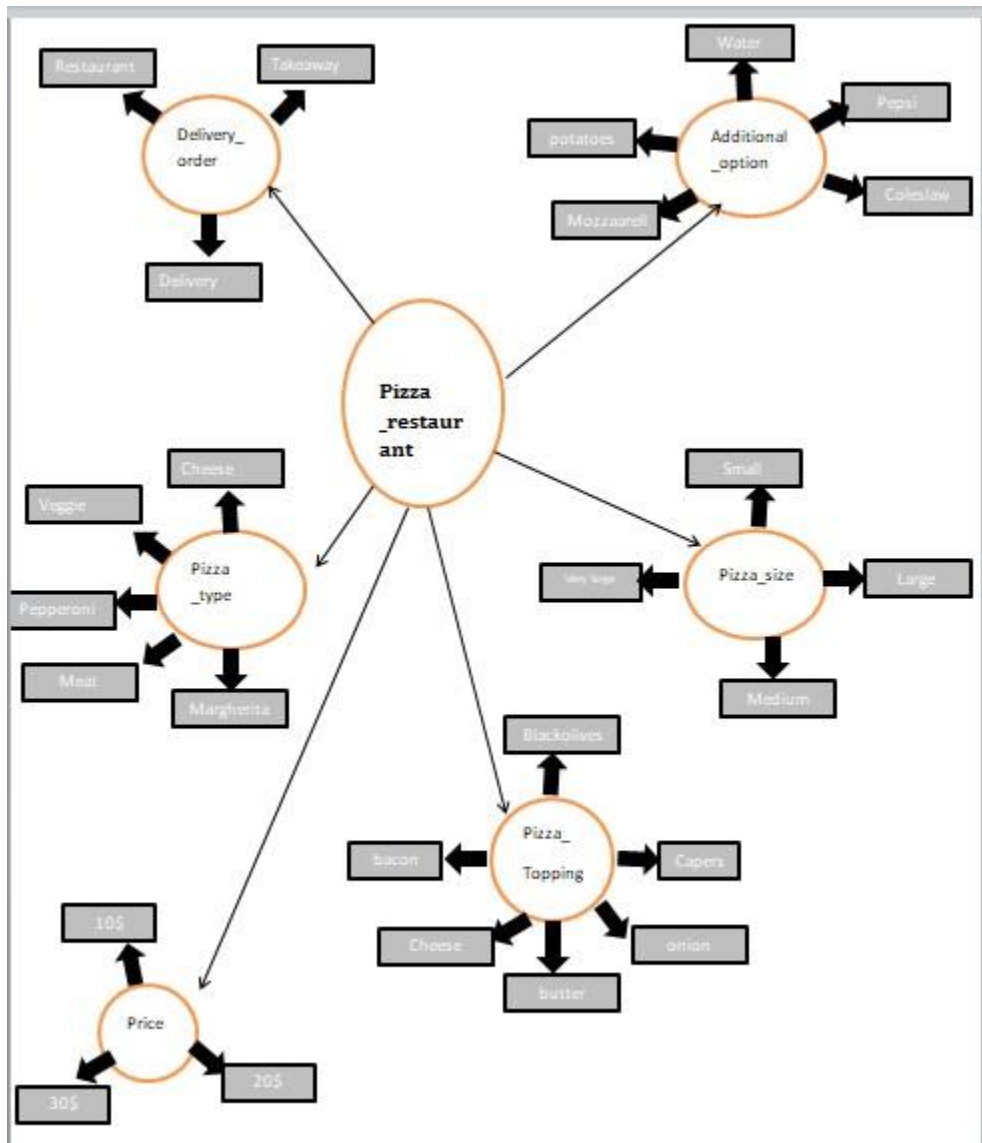 Restaurant
Takeaway
Delivery_
order
Delivery
Water
Pepsi
potatoes
Additional
_option
Coleslaw
Mozzaarell
Pizza
_restaur
ant
Cheese
Veggie
Pizza
_type
Pepperoni
Meat
Margherita
Small
Very large
Pizza_size
Large
Medium
Blackolives
Pizza_
Topping
bacon
Capers
Cheese
onion
butter
10$
Price
20$
30$